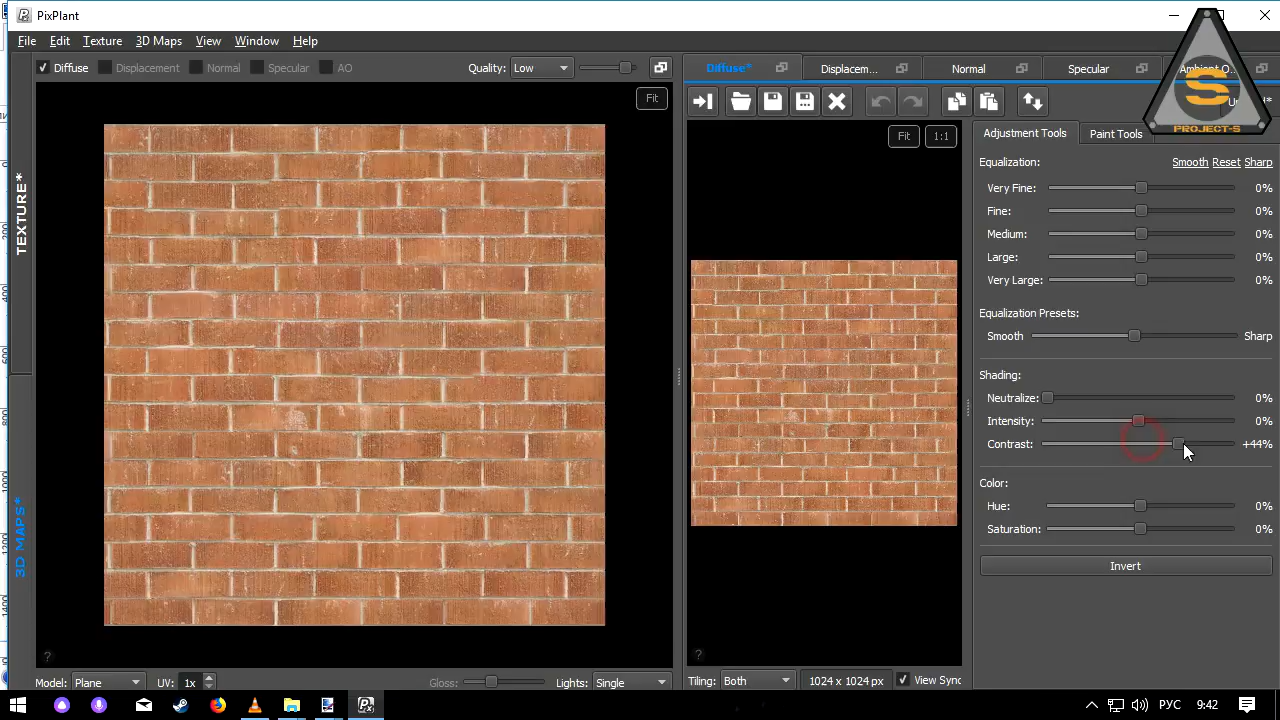 PixPlant
File Edit Texture 3D Maps View Window Help
Diffuse Displacement Normal Specular AO Quality: Low
Diffuse* Displacem... Normal Specular Ambient O...
S
PROJECT-S
Fit
Fit 1:1
Adjustment Tools Paint Tools
Equalization: Smooth Reset Sharp
Very Fine: 0%
Fine: 0%
Medium: 0%
Large: 0%
Very Large: 0%
Equalization Presets:
Smooth Sharp
Shading:
Neutralize: 0%
Intensity: 0%
Contrast: +44%
Color:
Hue: 0%
Saturation: 0%
Invert
TEXTURE*
3D MAPS*
?
?
Model: Plane UV: 1x Gloss: Lights: Single
Tiling: Both 1024 x 1024 px View Sync
РУС 9:42